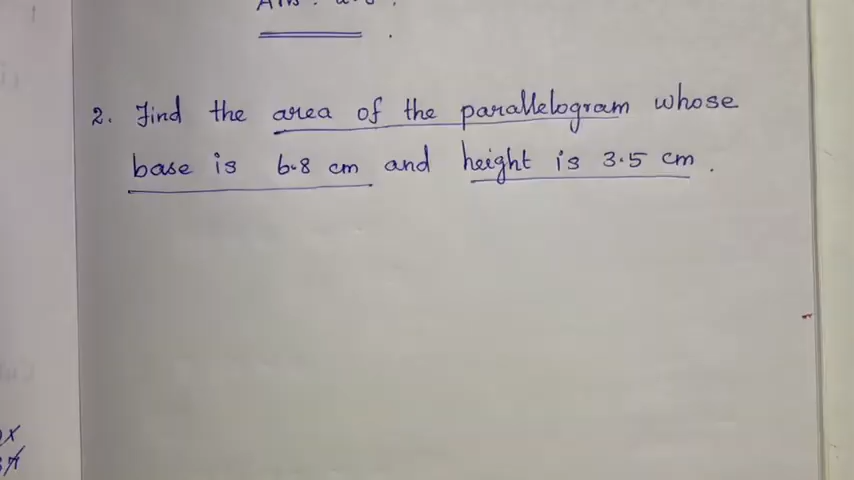 2. Find the area of the parallelogram whose
base is 6.8 cm and height is 3.5 cm.